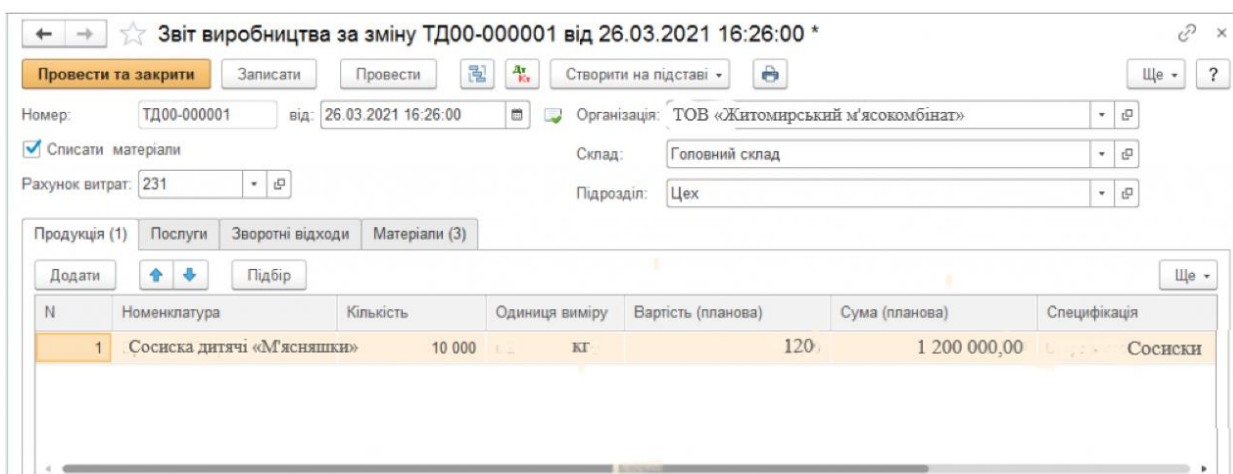 Звіт виробництва за зміну ТД00-000001 від 26.03.2021 16:26:00 *
Провести та закрити Записати Провести Дт Кт Створити на підставі Ще ?
Номер: ТД00-000001 від: 26.03.2021 16:26:00 Організація: ТОВ «Житомирський м'ясокомбінат»
Списати матеріали Склад: Головний склад
Рахунок витрат: 231 Підрозділ: Цех
Продукція (1) Послуги Зворотні відходи Матеріали (3)
Додати Підбір Ще
N Номенклатура Кількість Одиниця виміру Вартість (планова) Сума (планова) Специфікація
1 Сосиска дитячі «М'ясняшки» 10 000 кг 120 1 200 000,00 Сосиски